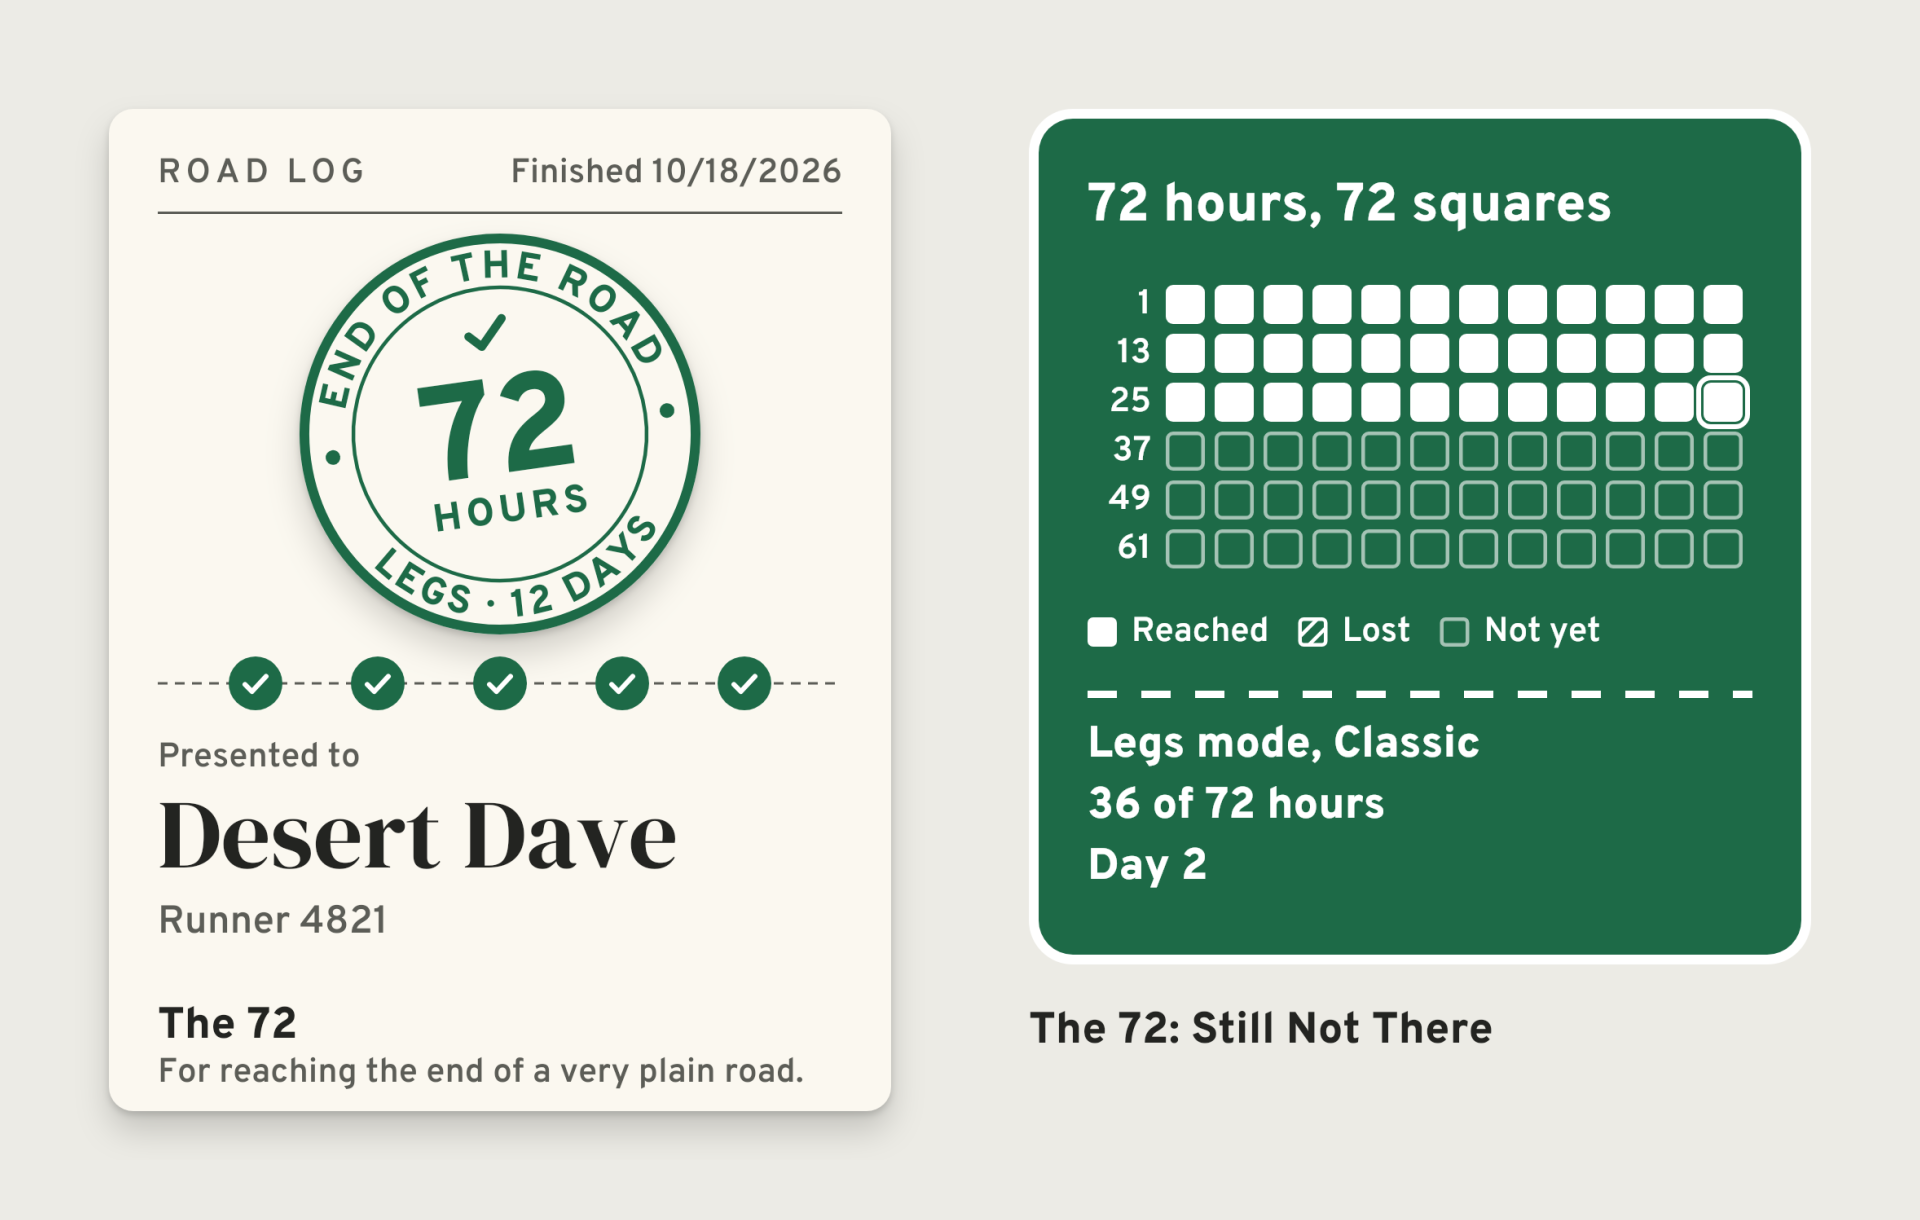 ROAD LOG
Finished 10/18/2026
END OF THE ROAD
72
HOURS
LEGS · 12 DAYS
Presented to
Desert Dave
Runner 4821
The 72
For reaching the end of a very plain road.
72 hours, 72 squares
1
13
25
37
49
61
Reached
Lost
Not yet
Legs mode, Classic
36 of 72 hours
Day 2
The 72: Still Not There